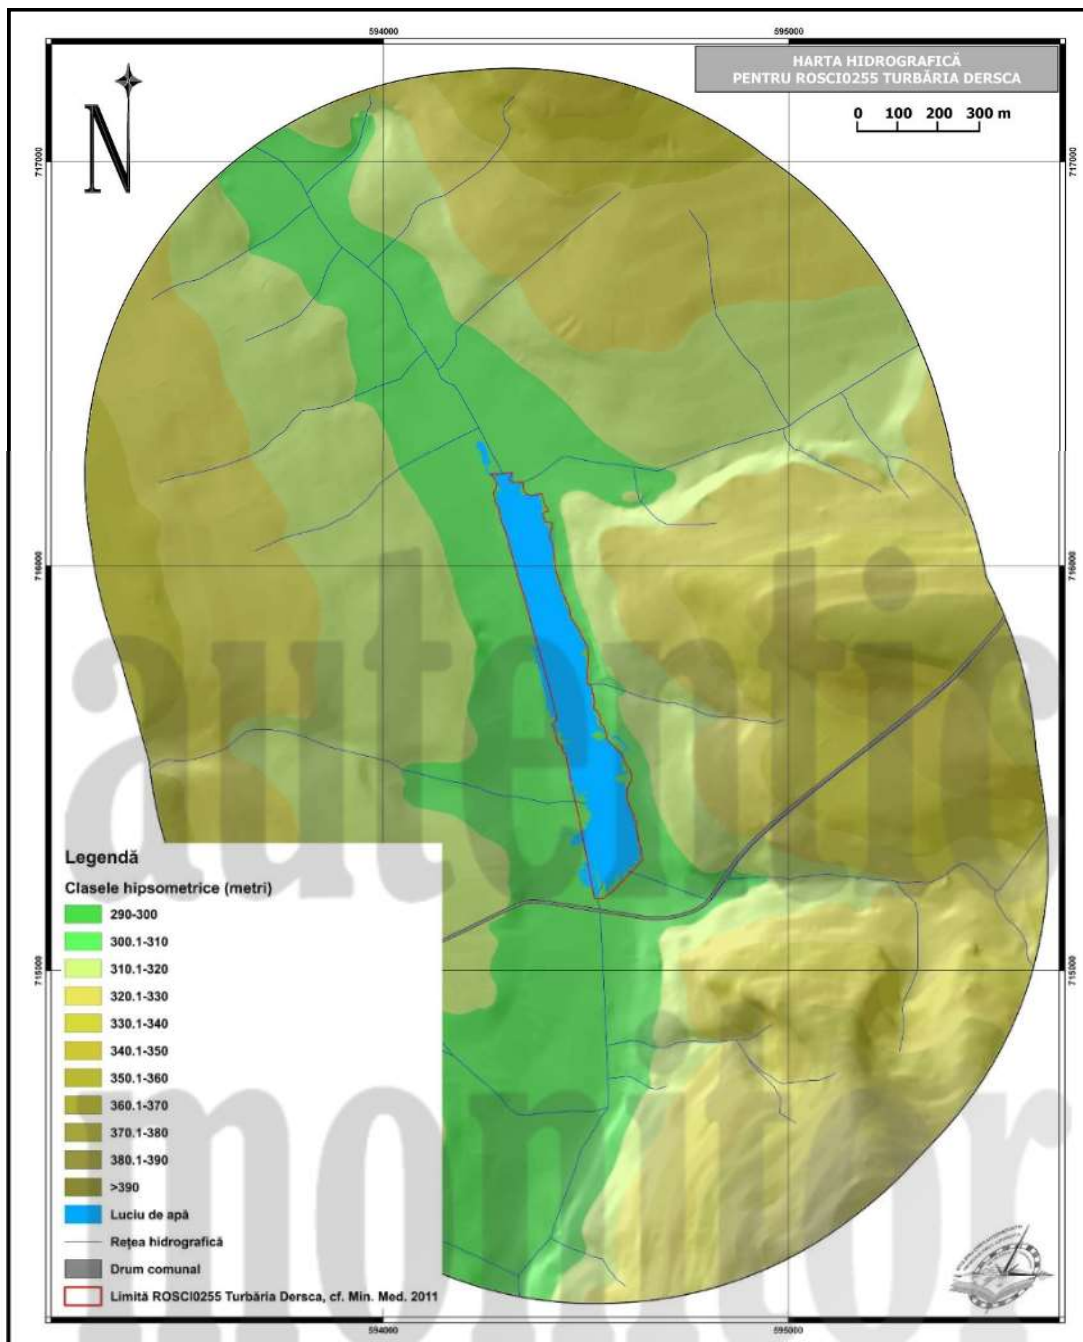 594000
595000
HARTA HIDROGRAFICĂ
PENTRU ROSCI0255 TURBĂRIA DERSCA
N
0 100 200 300 m
717000
717000
716000
716000
autentic
Legendă
Clasele hipsometrice (metri)
290-300
300.1-310
310.1-320
320.1-330
330.1-340
340.1-350
350.1-360
360.1-370
370.1-380
380.1-390
>390
Luciu de apă
Rețea hidrografică
Drum comunal
Limită ROSCI0255 Turbăria Dersca, cf. Min. Med. 2011
715000
715000
monitor
594000
595000